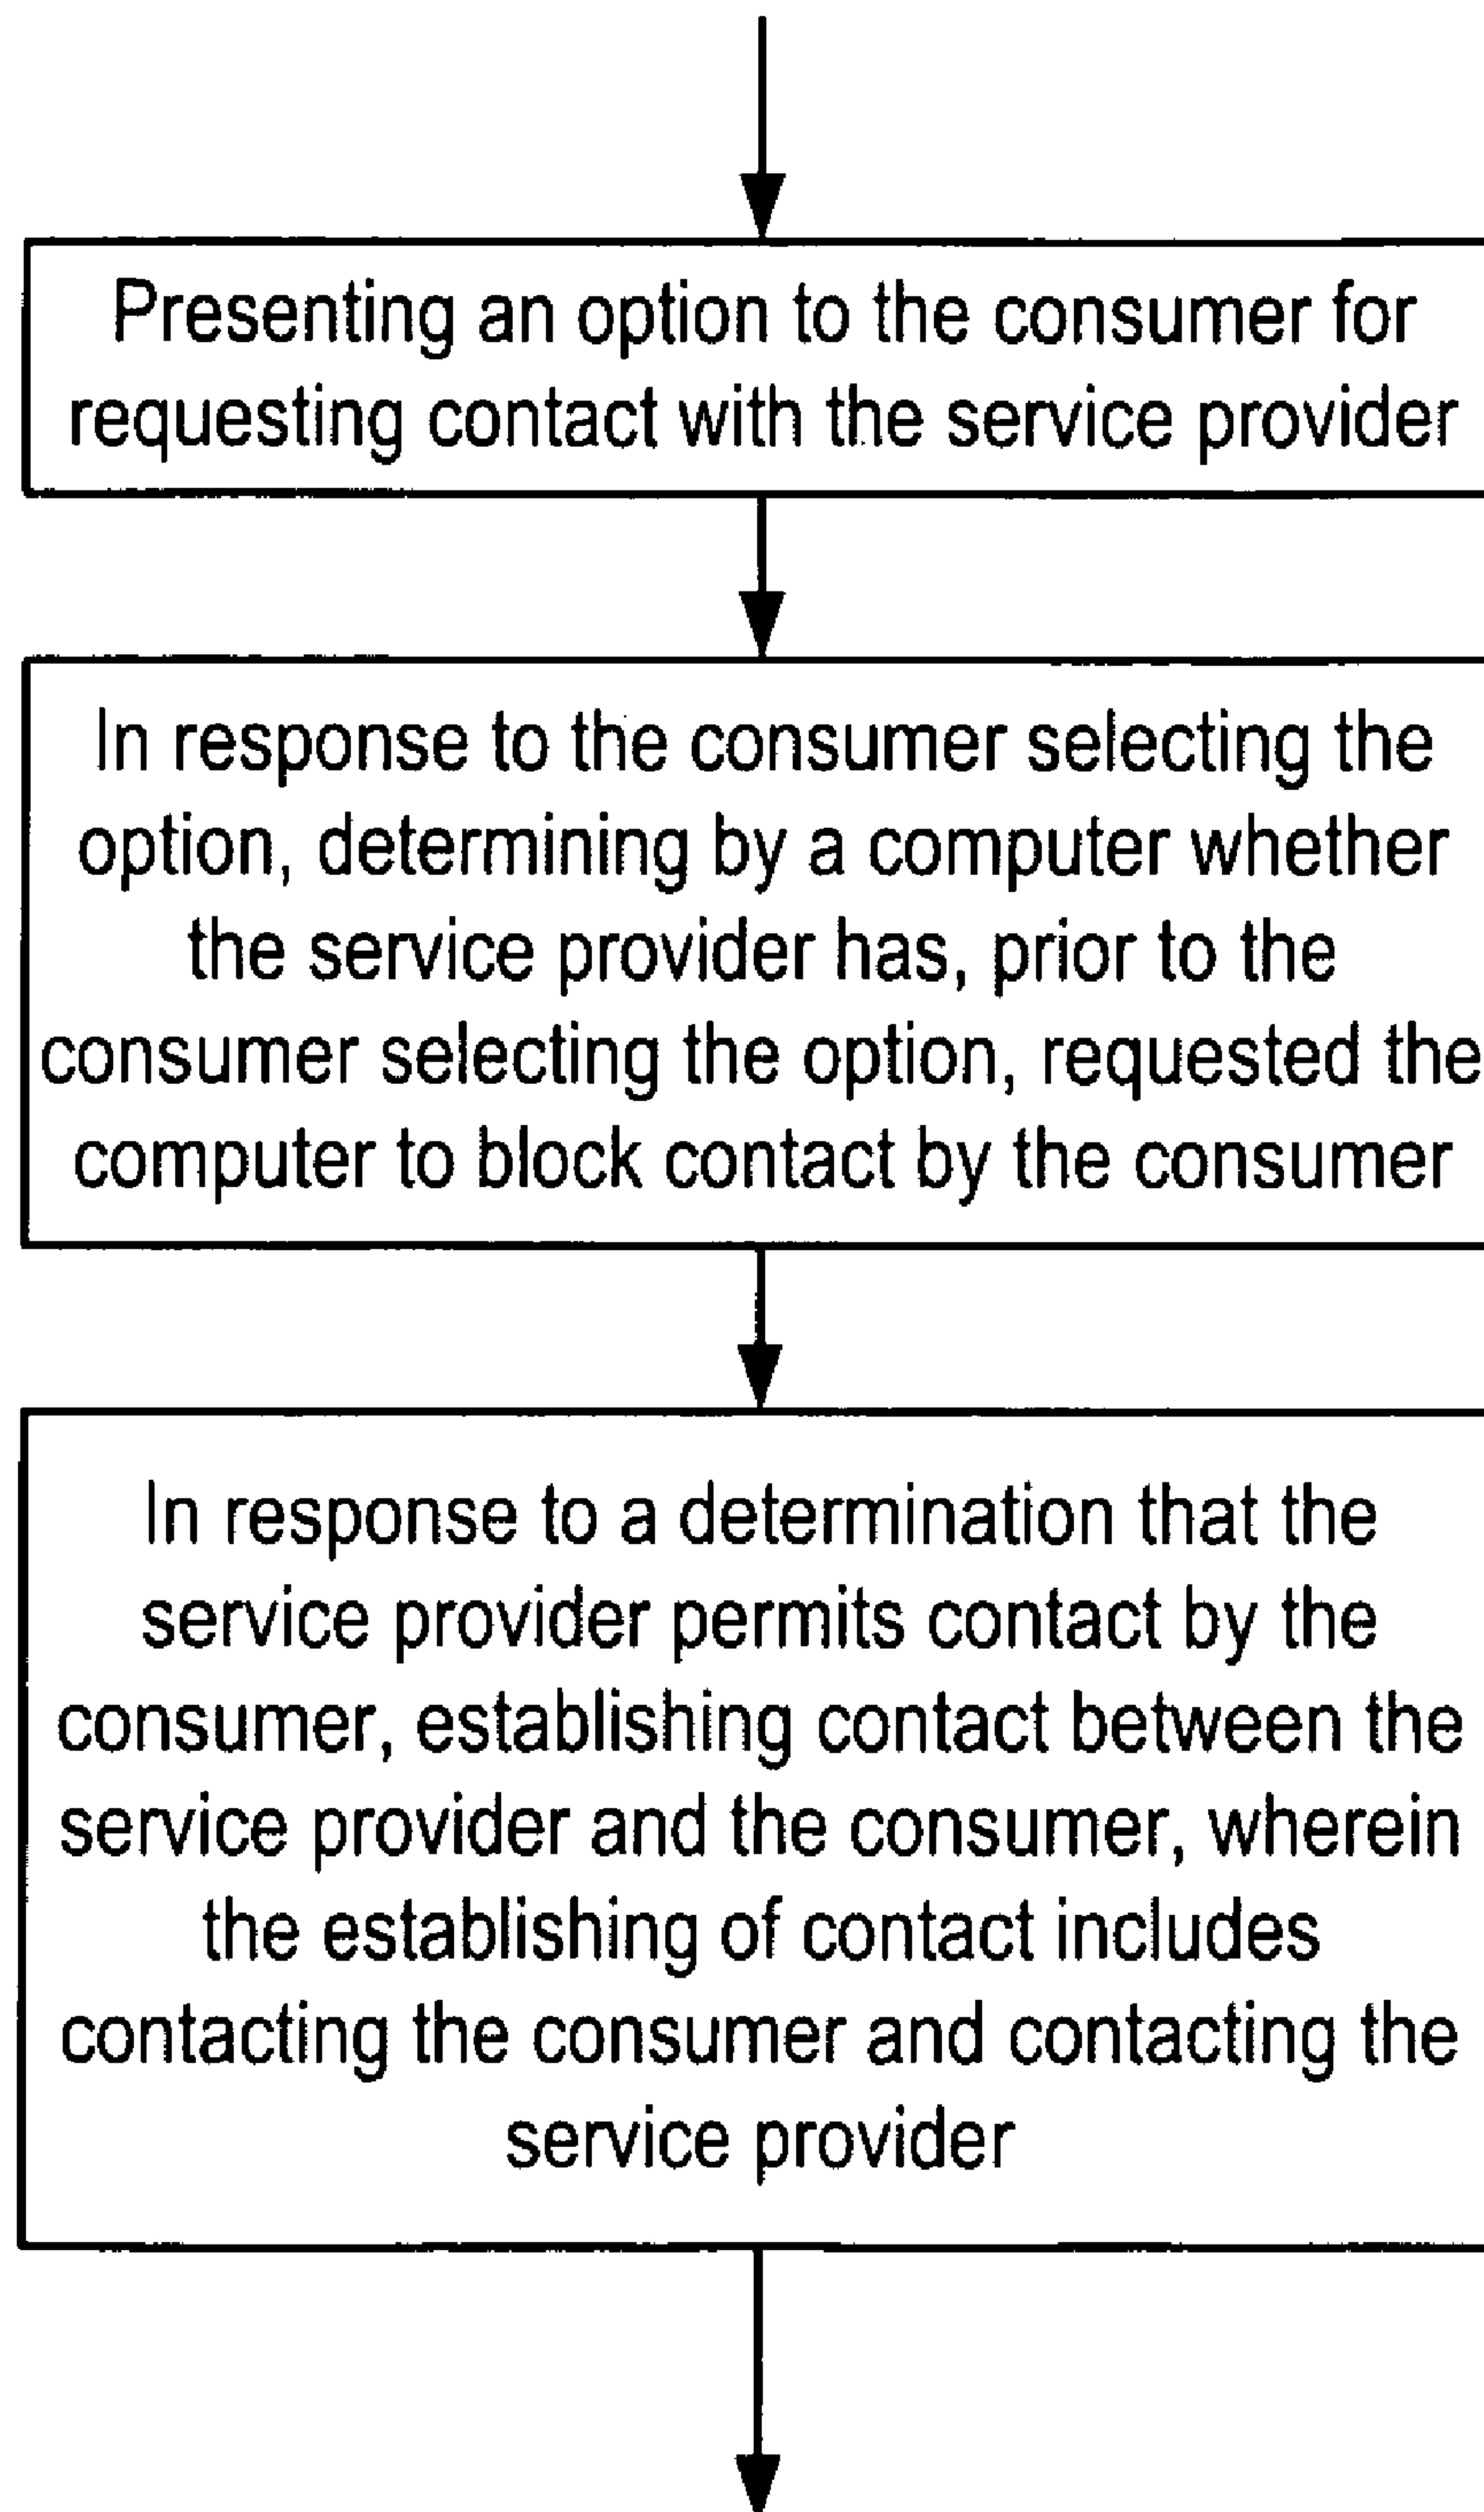 Presenting an option to the consumer for
requesting contact with the service provider
In response to the consumer selecting the
option, determining by a computer whether
the service provider has, prior to the
consumer selecting the option, requested the
computer to block contact by the consumer
In response to a determination that the
service provider permits contact by the
consumer, establishing contact between the
service provider and the consumer, wherein
the establishing of contact includes
contacting the consumer and contacting the
service provider